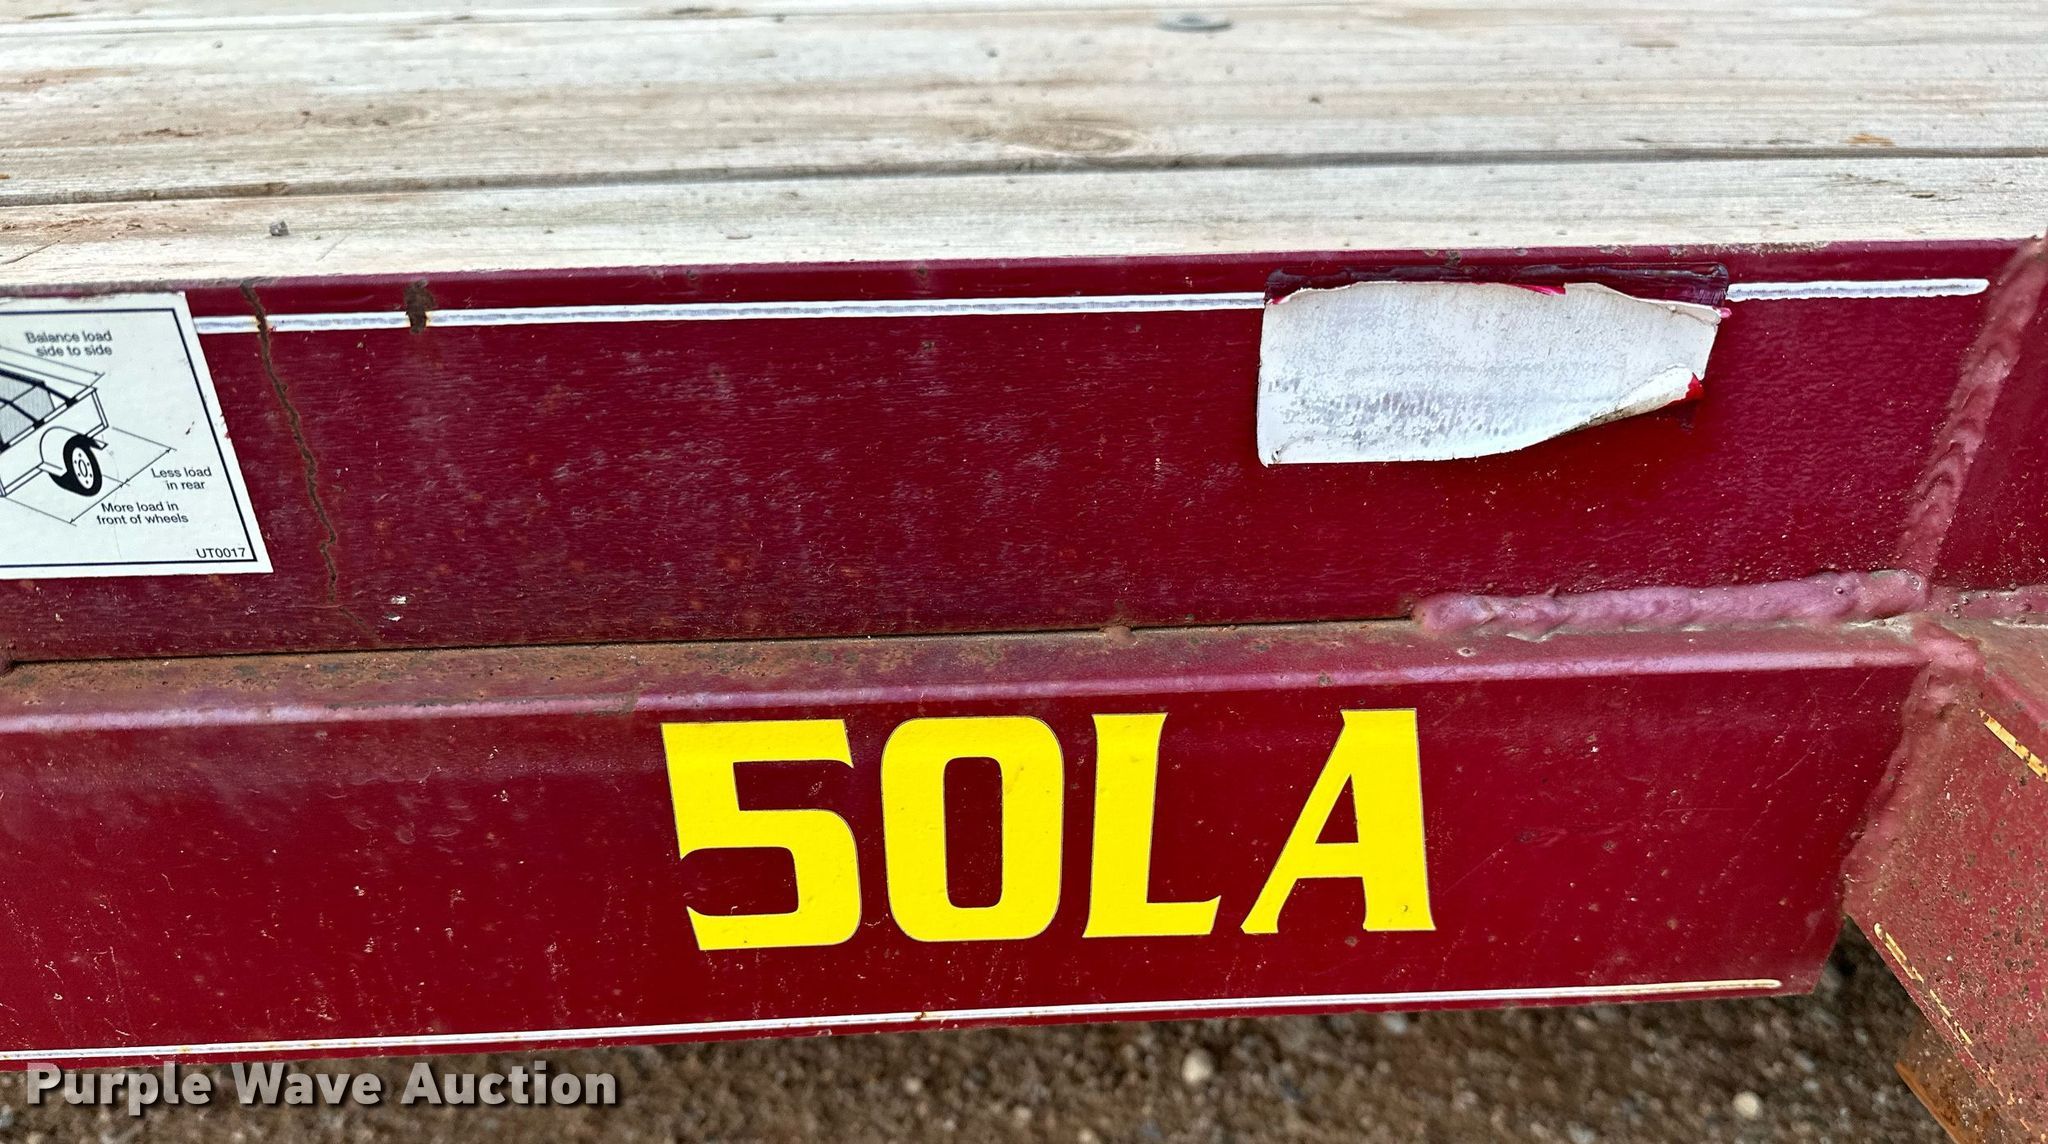 Balance load
side to side
Less load
in rear
More load in
front of wheels
UT0017
50LA
Purple Wave Auction